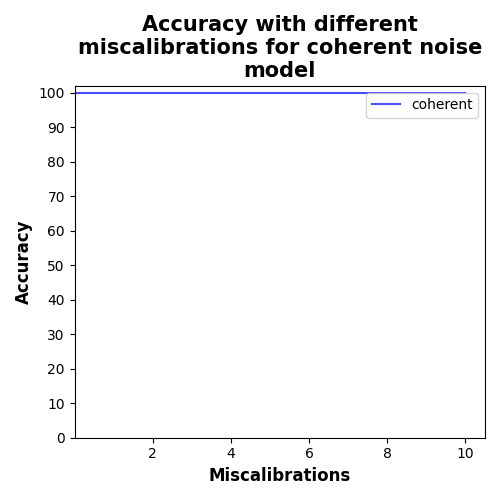 Accuracy with different
miscalibrations for coherent noise
model
coherent
100
90
80
70
60
50
40
30
20
10
0
Accuracy
2 4 6 8 10
Miscalibrations